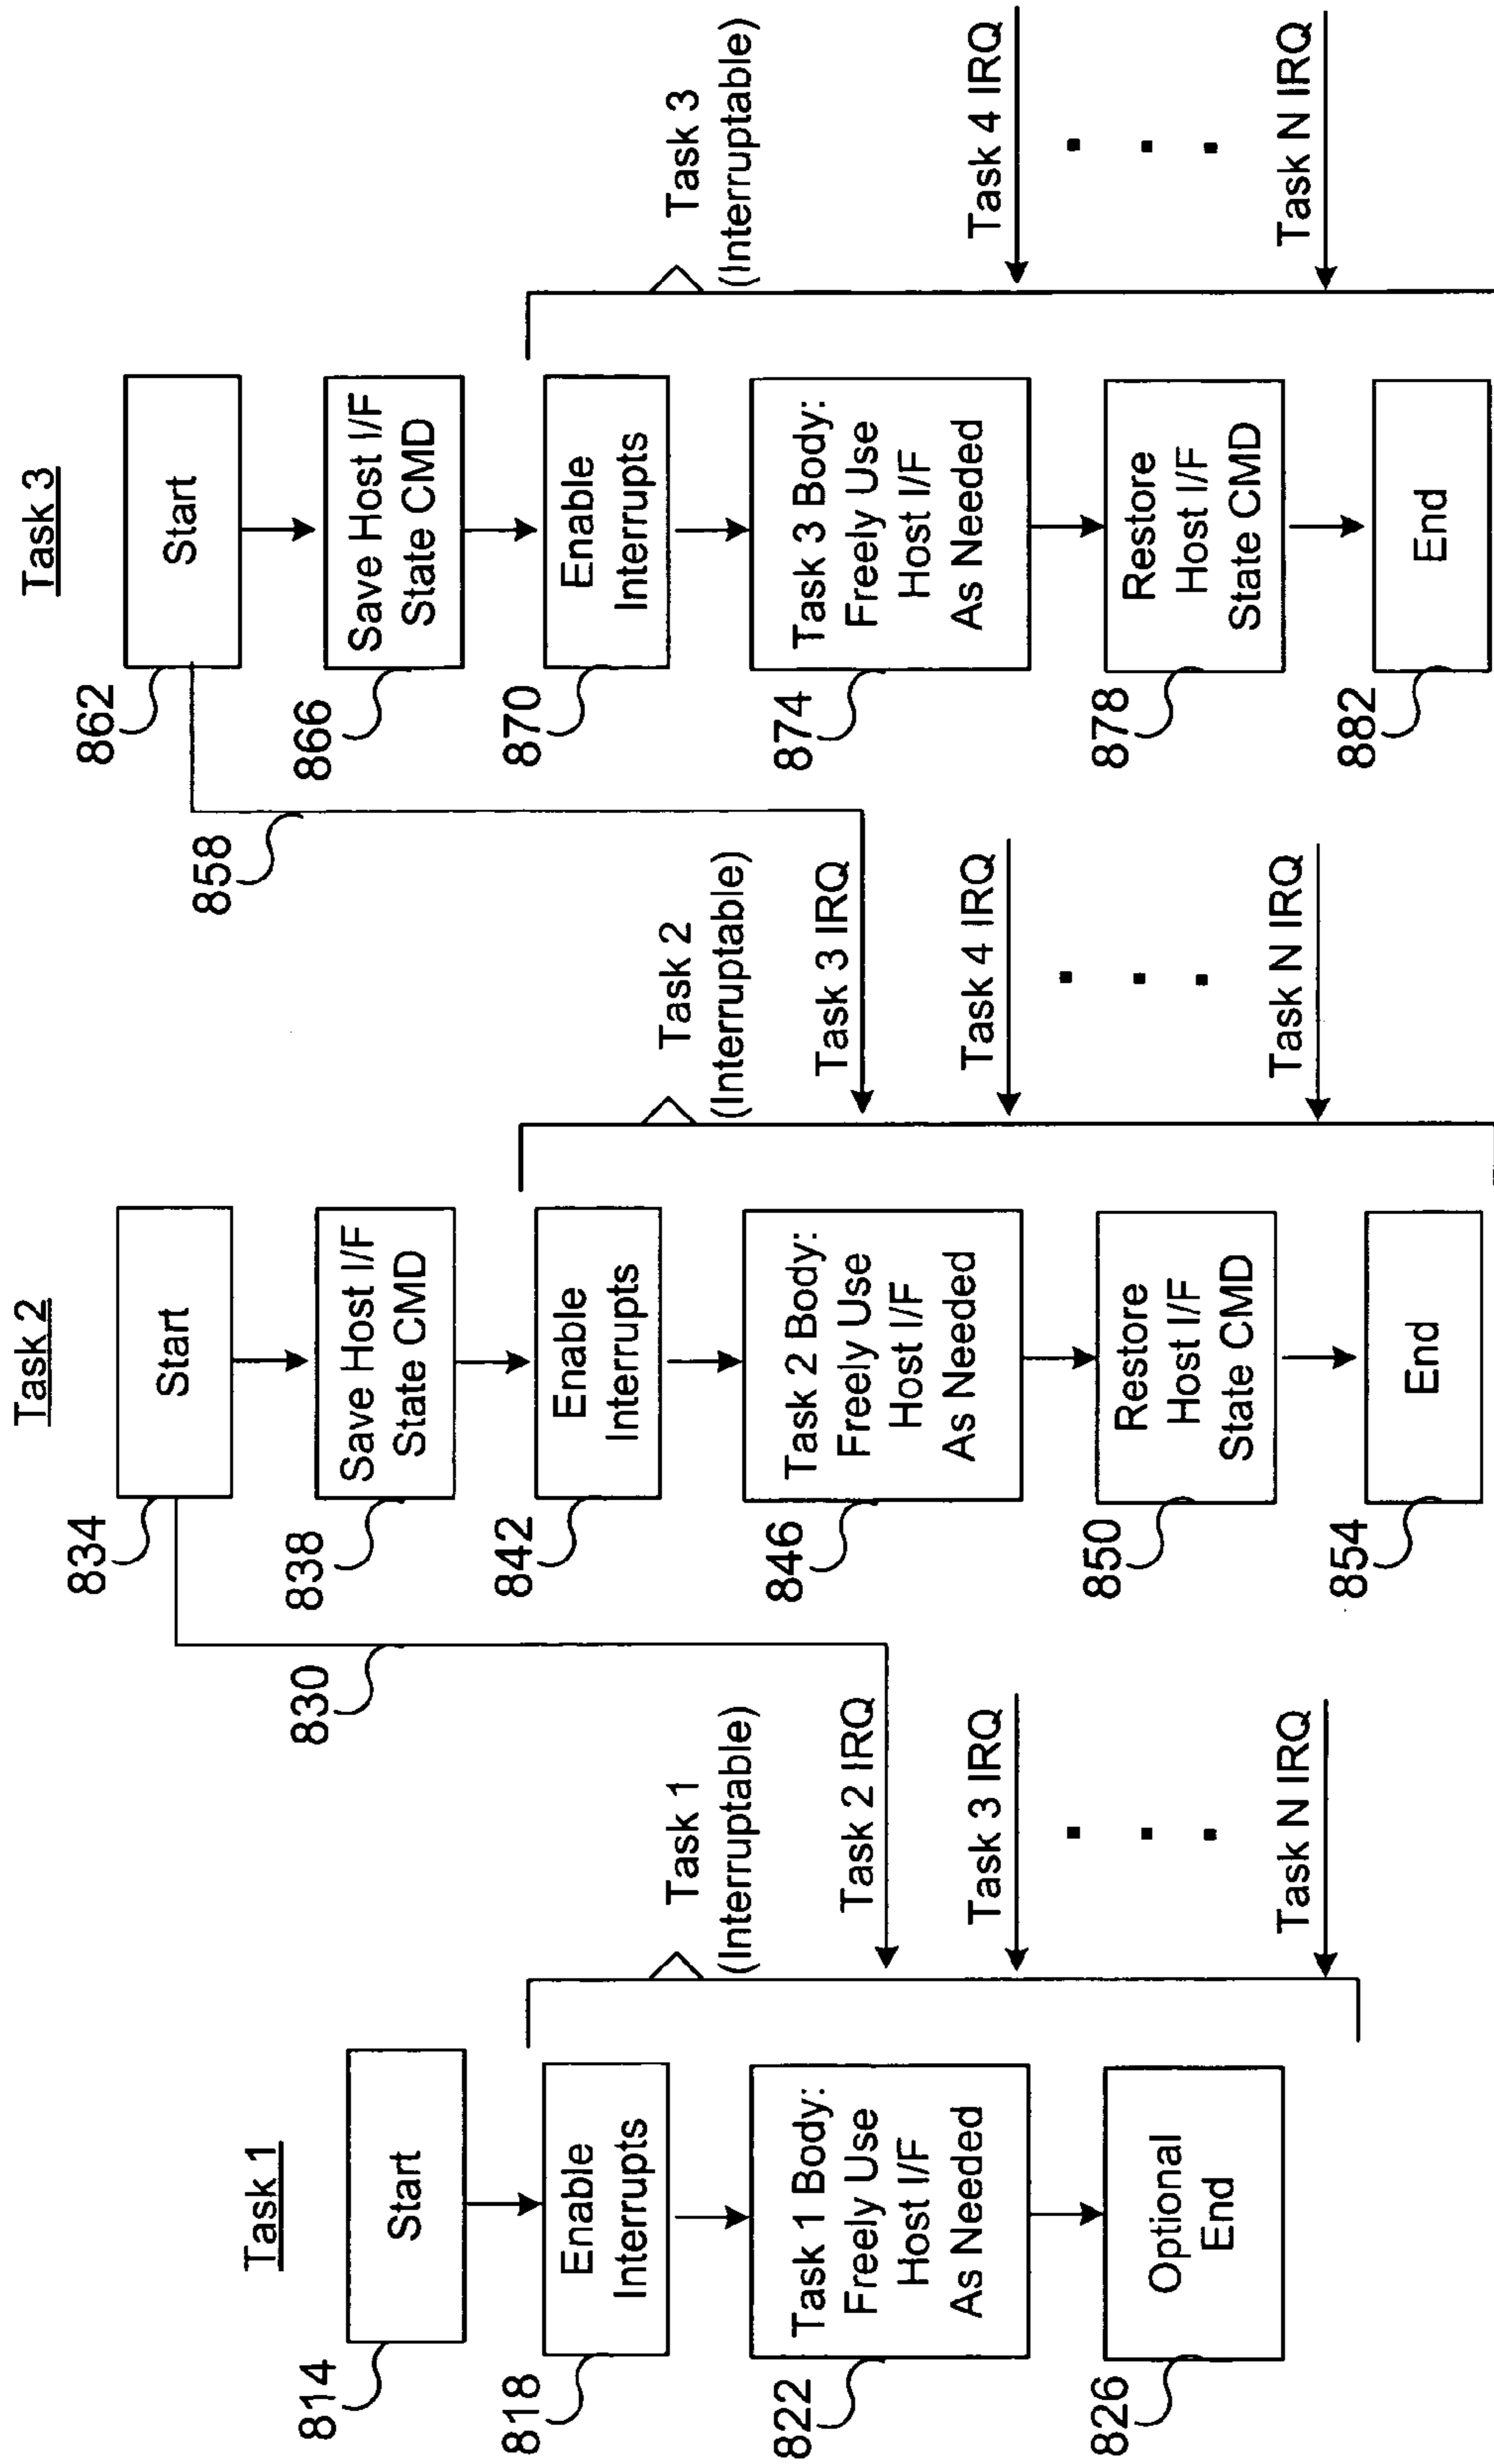 Task 1
814
Start
818
Enable
Interrupts
822
Task 1 Body:
Freely Use
Host I/F
As Needed
826
Optional
End
Task 1
(Interruptable)
Task 2 IRQ
Task 3 IRQ
Task N IRQ
830
Task 2
834
Start
838
Save Host I/F
State CMD
842
Enable
Interrupts
846
Task 2 Body:
Freely Use
Host I/F
As Needed
850
Restore
Host I/F
State CMD
854
End
Task 2
(Interruptable)
Task 3 IRQ
Task 4 IRQ
Task N IRQ
858
Task 3
862
Start
866
Save Host I/F
State CMD
870
Enable
Interrupts
874
Task 3 Body:
Freely Use
Host I/F
As Needed
878
Restore
Host I/F
State CMD
882
End
Task 3
(Interruptable)
Task 4 IRQ
Task N IRQ